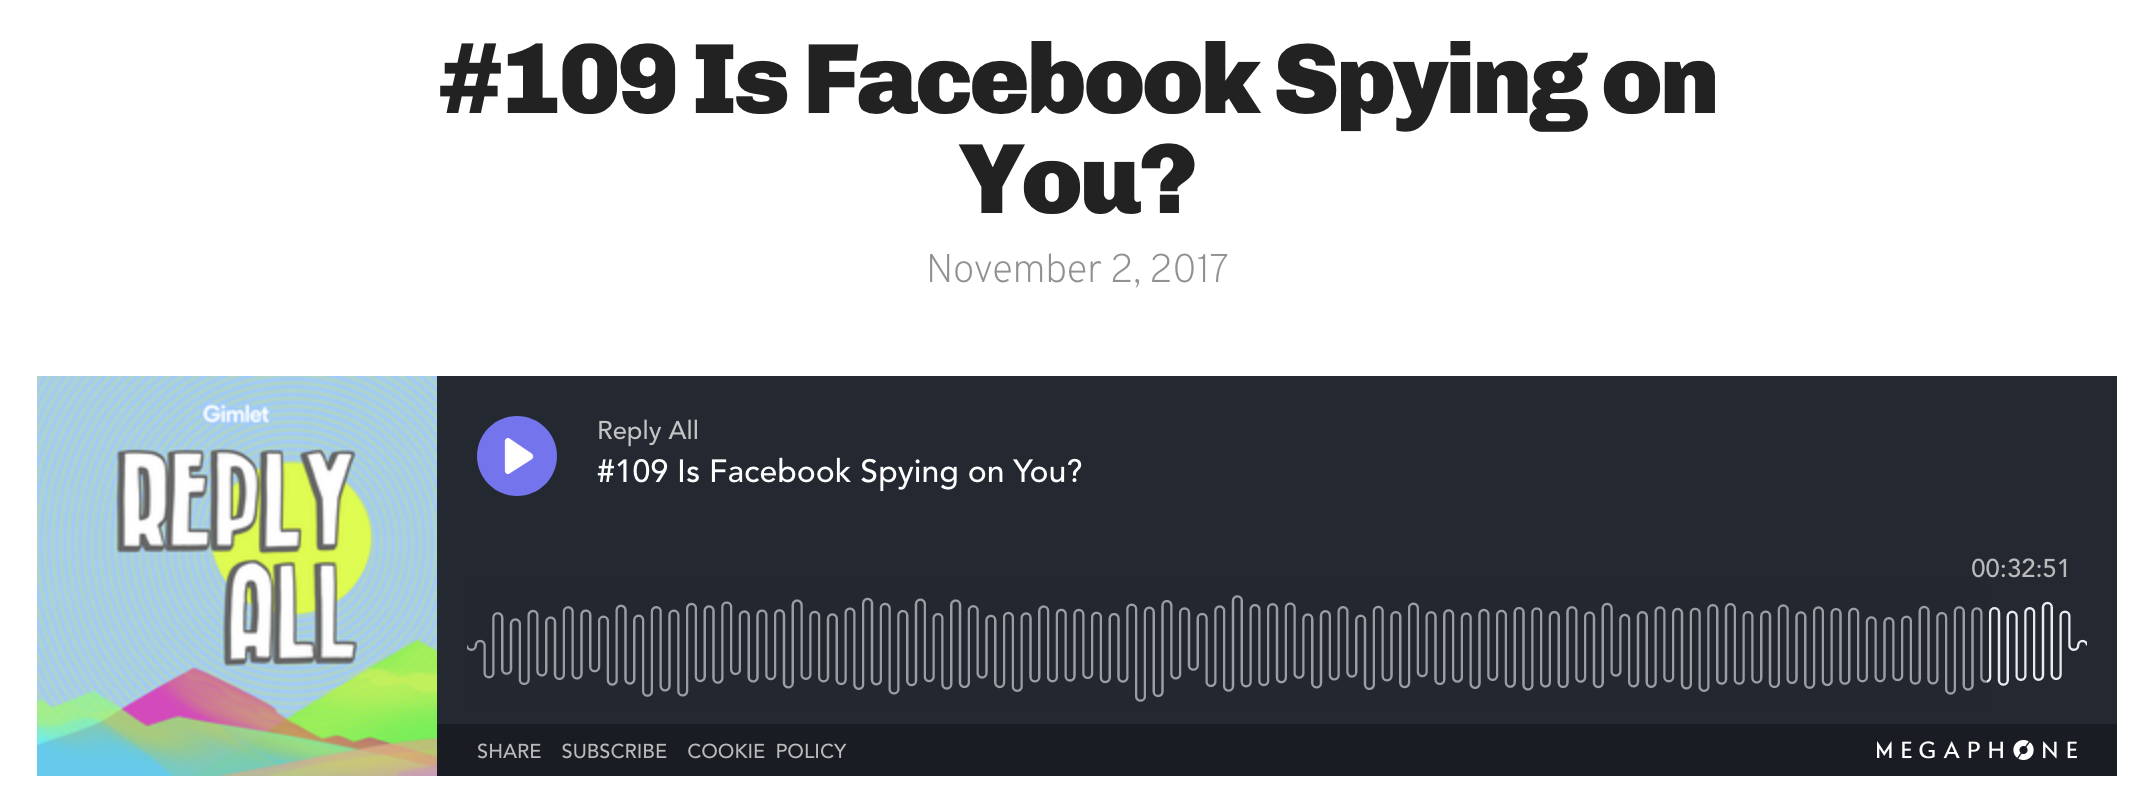 #109 Is Facebook Spying on
You?
November 2, 2017
Gimlet
REPLY
ALL
Reply All
#109 Is Facebook Spying on You?
00:32:51
SHARE SUBSCRIBE COOKIE POLICY
MEGAPHONE